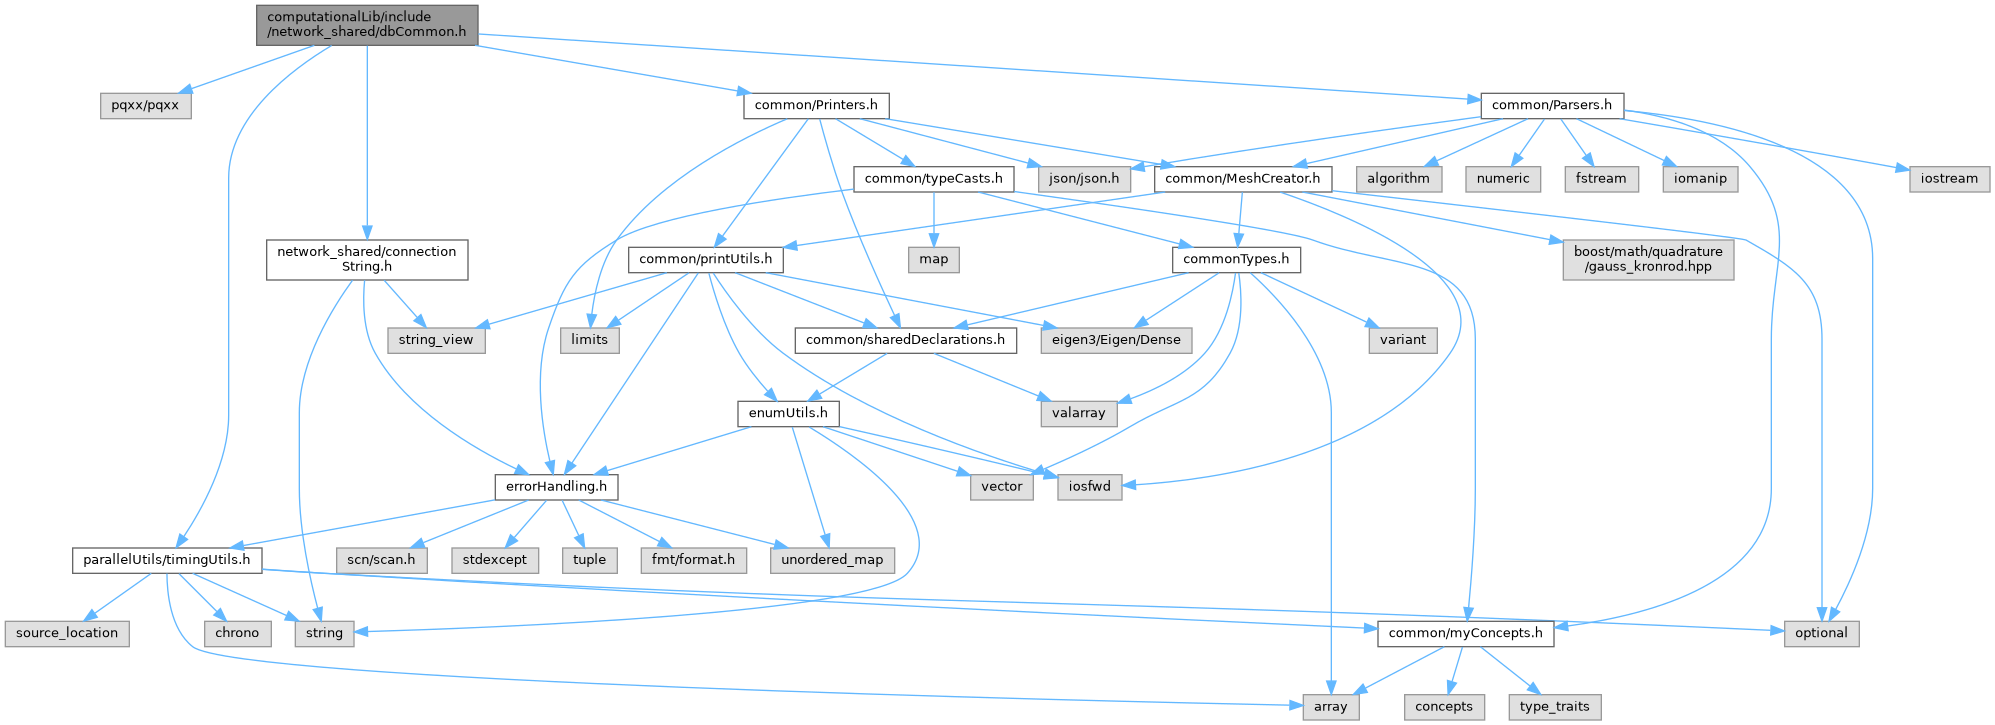 computationalLib/include
/network_shared/dbCommon.h
pqxx/pqxx
common/Printers.h
common/Parsers.h
common/typeCasts.h
json/json.h
common/MeshCreator.h
algorithm
numeric
fstream
iomanip
iostream
network_shared/connection
String.h
common/printUtils.h
map
commonTypes.h
boost/math/quadrature
/gauss_kronrod.hpp
string_view
limits
common/sharedDeclarations.h
eigen3/Eigen/Dense
variant
enumUtils.h
valarray
errorHandling.h
vector
iosfwd
parallelUtils/timingUtils.h
scn/scan.h
stdexcept
tuple
fmt/format.h
unordered_map
source_location
chrono
string
common/myConcepts.h
optional
array
concepts
type_traits